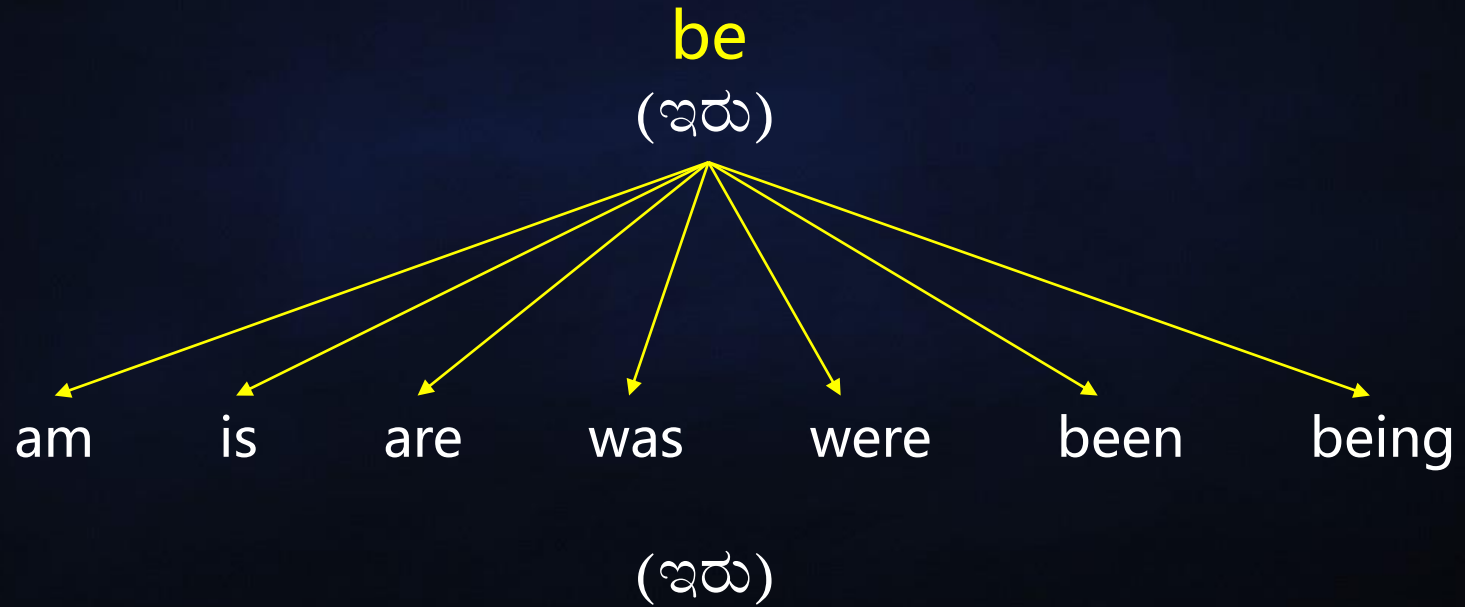 be
(ಇರು)
am is are was were been being
(ಇರು)